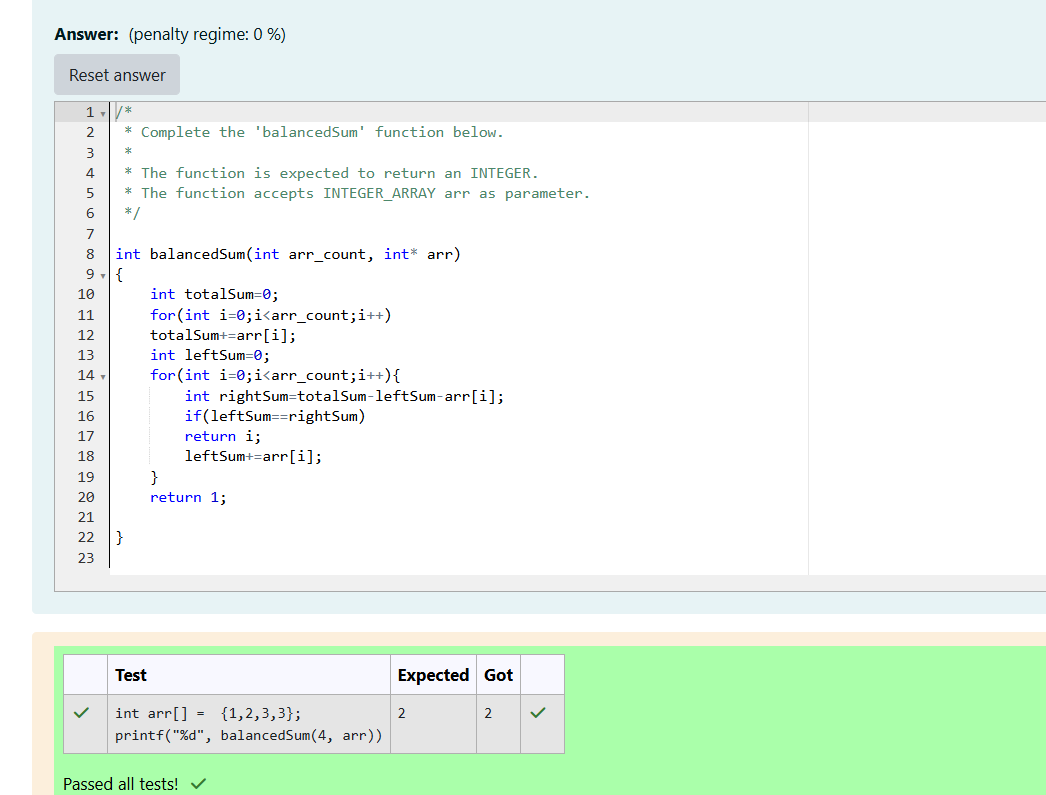 Answer: (penalty regime: 0 %)
Reset answer
1 /*
2  * Complete the 'balancedSum' function below.
3  *
4  * The function is expected to return an INTEGER.
5  * The function accepts INTEGER_ARRAY arr as parameter.
6  */
7
8 int balancedSum(int arr_count, int* arr)
9 {
10     int totalSum=0;
11     for(int i=0;i<arr_count;i++)
12     totalSum+=arr[i];
13     int leftSum=0;
14     for(int i=0;i<arr_count;i++){
15         int rightSum=totalSum-leftSum-arr[i];
16         if(leftSum==rightSum)
17         return i;
18         leftSum+=arr[i];
19     }
20     return 1;
21
22 }
23
Test Expected Got
int arr[] =  {1,2,3,3}; 2 2
printf("%d", balancedSum(4, arr))
Passed all tests!